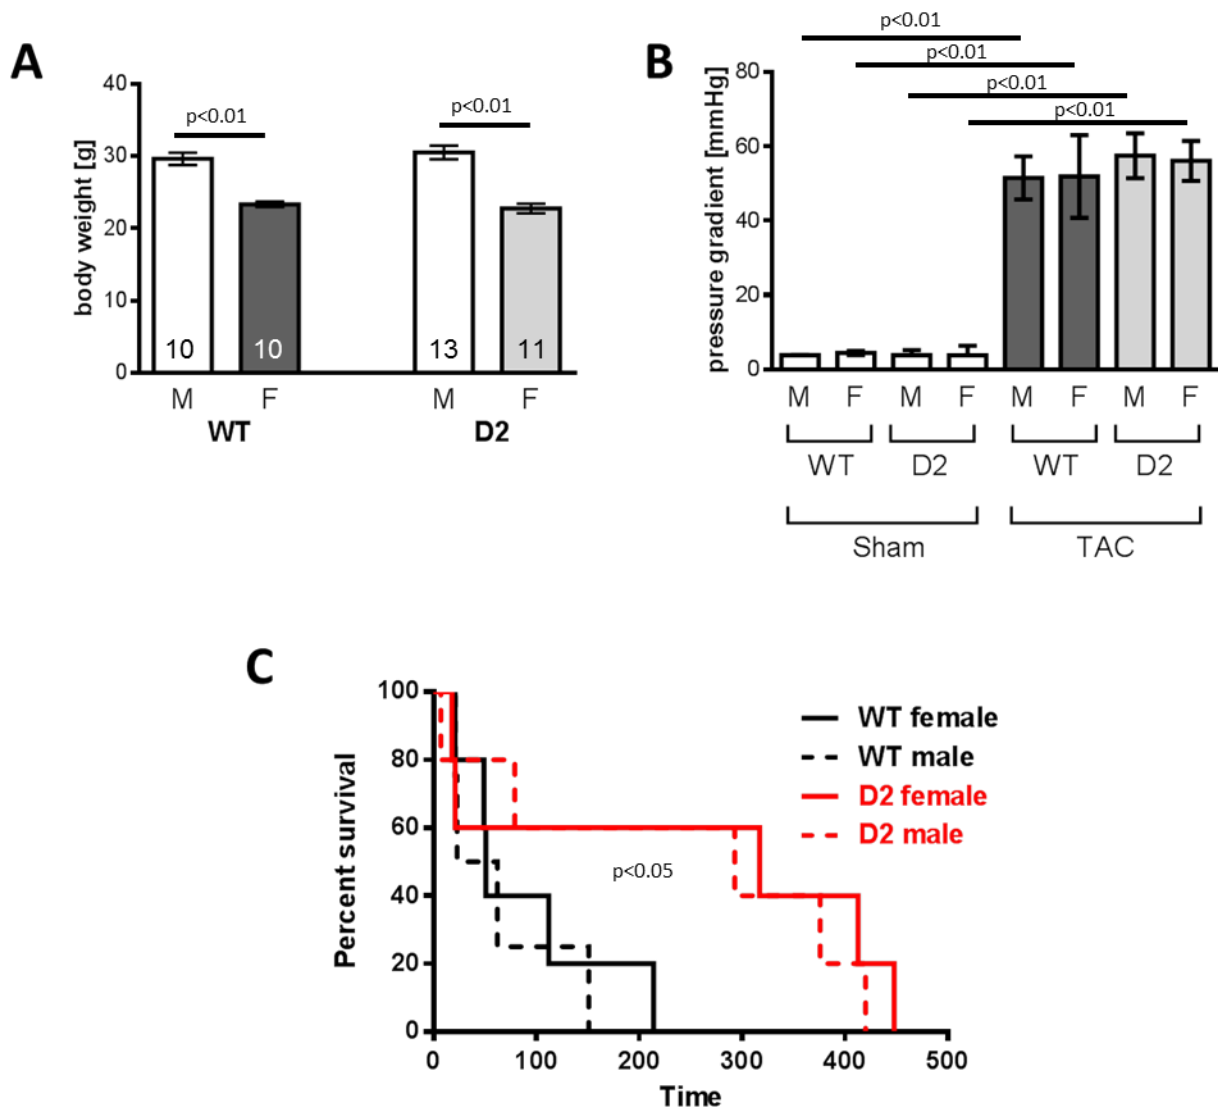 A
body weight [g]
40
30
20
10
0
p<0.01
p<0.01
10
10
13
11
M F M F
WT D2
B
pressure gradient [mmHg]
80
60
40
20
0
p<0.01
p<0.01
p<0.01
p<0.01
M F M F M F M F
WT D2 WT D2
Sham TAC
C
Percent survival
100
80
60
40
20
0
p<0.05
WT female
WT male
D2 female
D2 male
0 100 200 300 400 500
Time